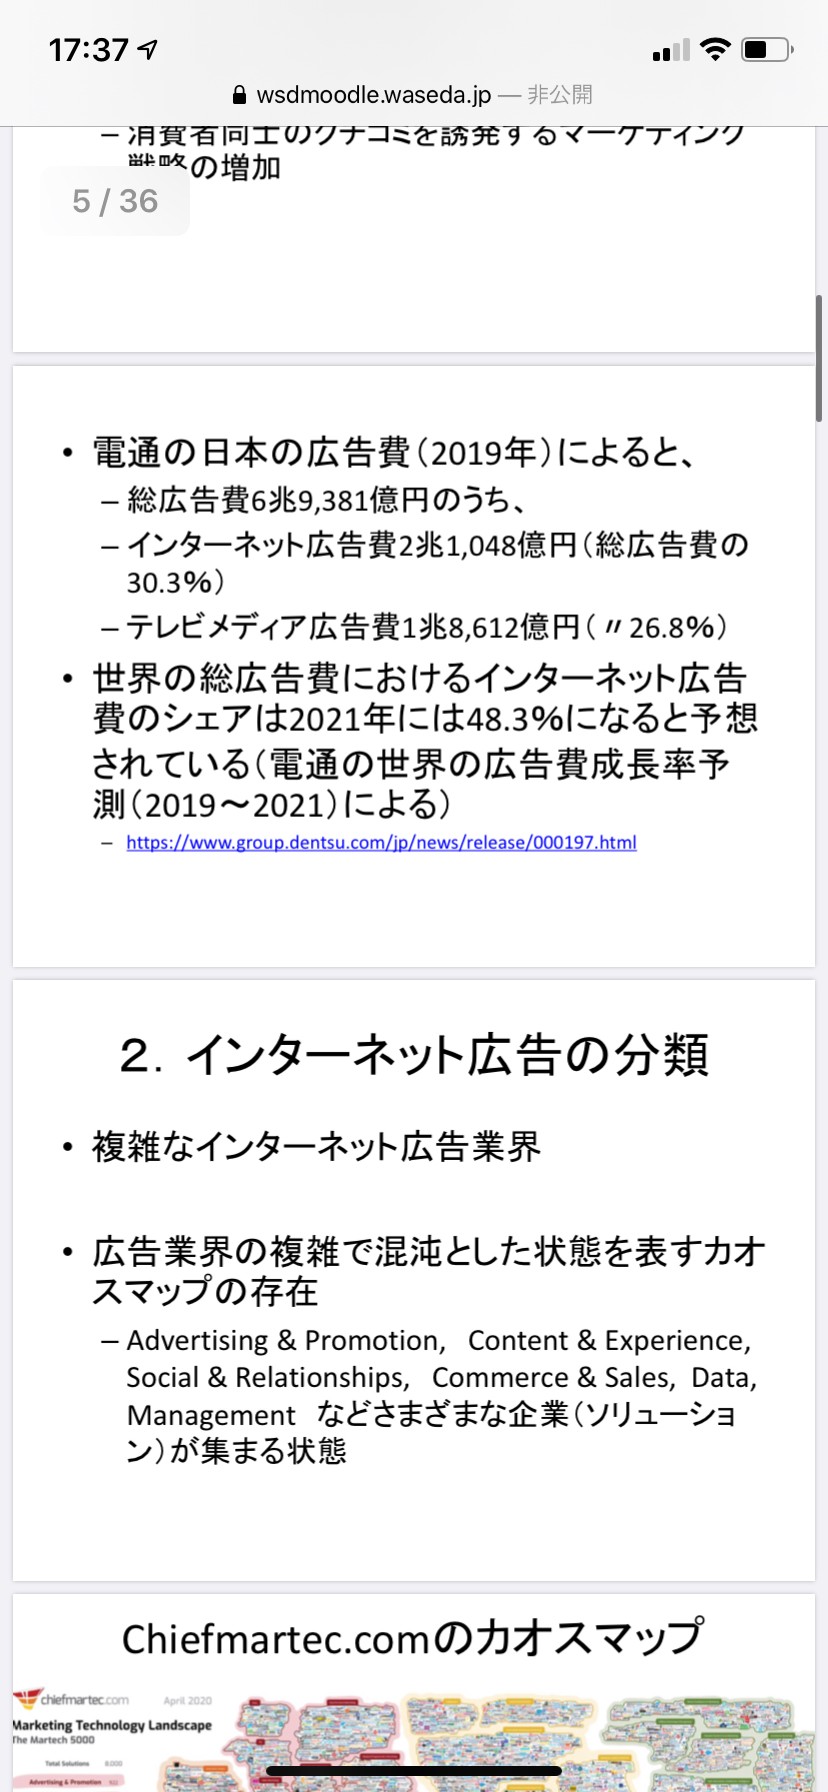 17:37
wsdmoodle.waseda.jp — 非公開
– 消費者同士のクチコミを誘発するマーケティング
戦略の増加
5 / 36
• 電通の日本の広告費（2019年）によると、
– 総広告費6兆9,381億円のうち、
– インターネット広告費2兆1,048億円（総広告費の
30.3%）
– テレビメディア広告費1兆8,612億円（〃26.8%）
• 世界の総広告費におけるインターネット広告
費のシェアは2021年には48.3%になると予想
されている（電通の世界の広告費成長率予
測（2019～2021）による）
– https://www.group.dentsu.com/jp/news/release/000197.html
２．インターネット広告の分類
• 複雑なインターネット広告業界
• 広告業界の複雑で混沌とした状態を表すカオ
スマップの存在
– Advertising & Promotion, Content & Experience,
Social & Relationships, Commerce & Sales, Data,
Management などさまざまな企業（ソリューショ
ン）が集まる状態
Chiefmartec.comのカオスマップ
chiefmartec.com April 2020
Marketing Technology Landscape
The Martech 5000
Total Solutions 8,000
Advertising & Promotion